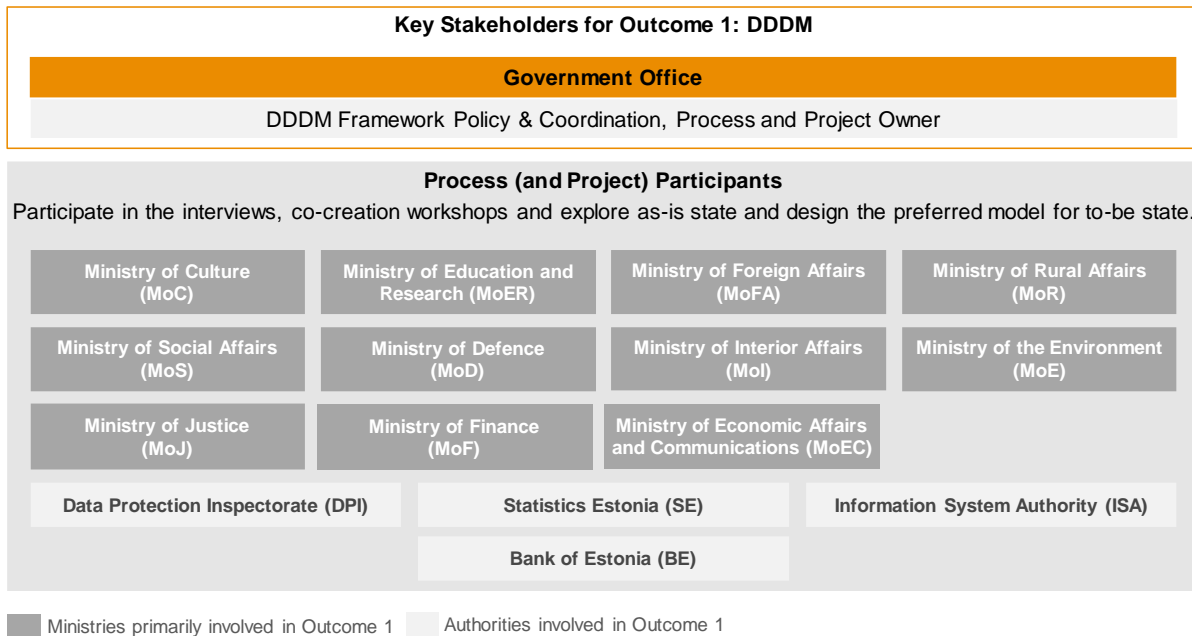 Key Stakeholders for Outcome 1: DDDM
Government Office
DDDM Framework Policy & Coordination, Process and Project Owner
Process (and Project) Participants
Participate in the interviews, co-creation workshops and explore as-is state and design the preferred model for to-be state.
Ministry of Culture
(MoC)
Ministry of Education and
Research (MoER)
Ministry of Foreign Affairs
(MoFA)
Ministry of Rural Affairs
(MoR)
Ministry of Social Affairs
(MoS)
Ministry of Defence
(MoD)
Ministry of Interior Affairs
(MoI)
Ministry of the Environment
(MoE)
Ministry of Justice
(MoJ)
Ministry of Finance
(MoF)
Ministry of Economic Affairs
and Communications (MoEC)
Data Protection Inspectorate (DPI)
Statistics Estonia (SE)
Information System Authority (ISA)
Bank of Estonia (BE)
Ministries primarily involved in Outcome 1
Authorities involved in Outcome 1